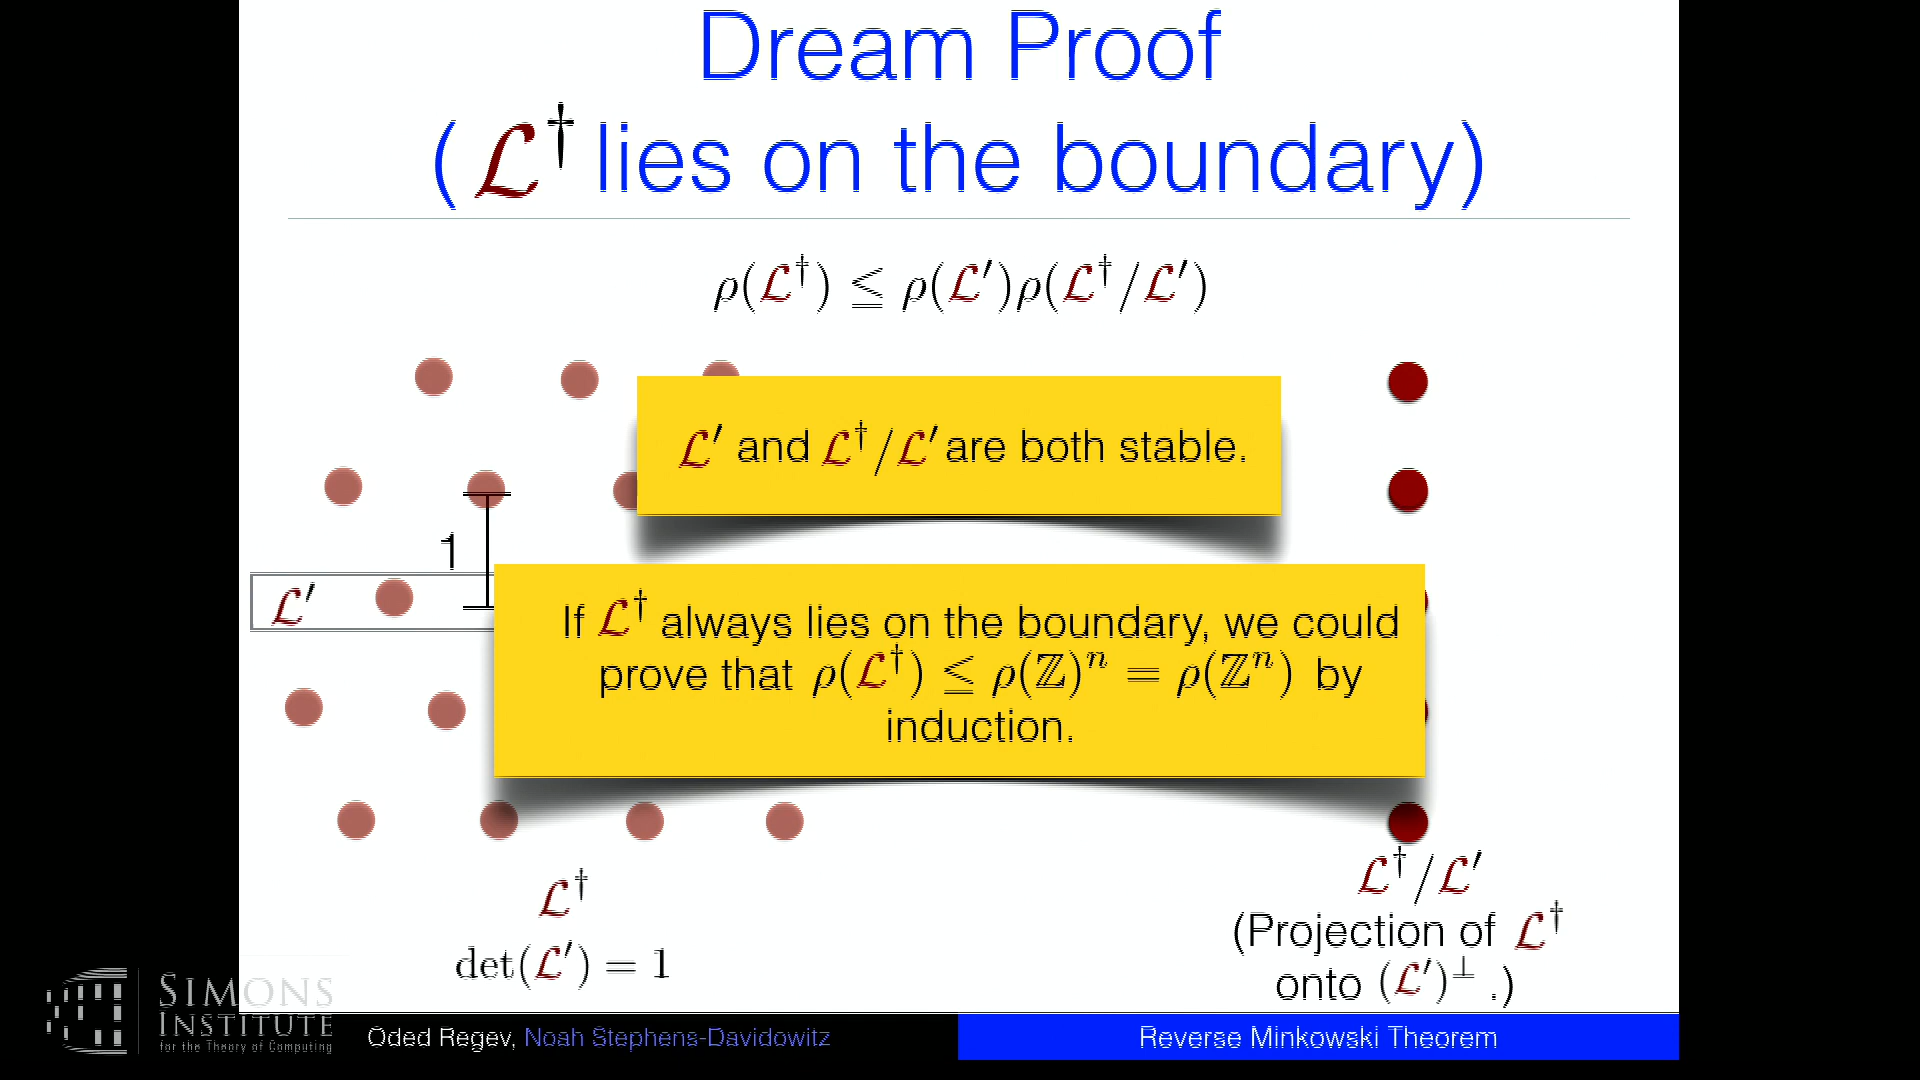 Dream Proof
(ℒ† lies on the boundary)
ρ(ℒ†) ≤ ρ(ℒ′)ρ(ℒ†/ℒ′)
ℒ′ and ℒ†/ℒ′ are both stable.
1
ℒ′
If ℒ† always lies on the boundary, we could
prove that ρ(ℒ†) ≤ ρ(ℤ)ⁿ = ρ(ℤⁿ) by
induction.
ℒ†
det(ℒ′) = 1
ℒ†/ℒ′
(Projection of ℒ†
onto (ℒ′)⊥ .)
SIMONS
INSTITUTE
for the Theory of Computing
Oded Regev, Noah Stephens-Davidowitz
Reverse Minkowski Theorem